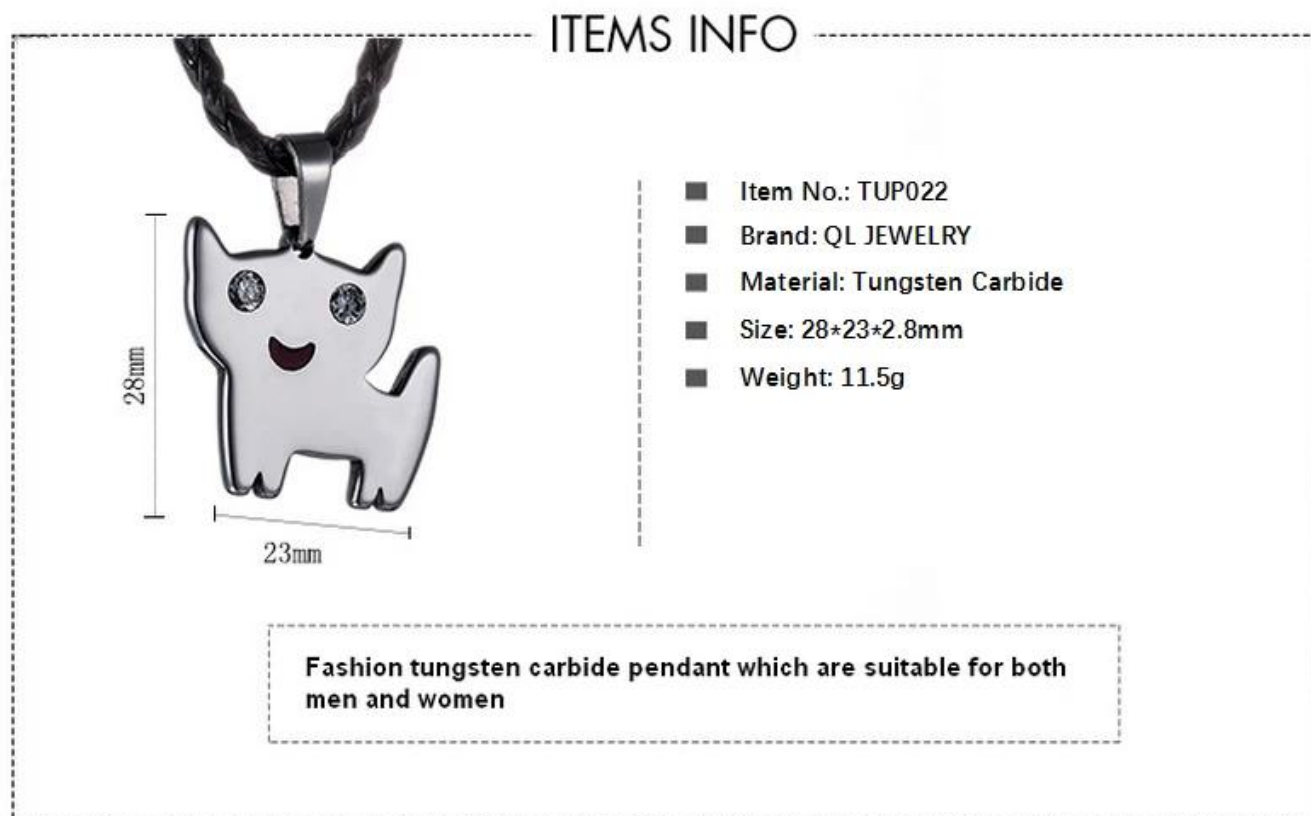 ITEMS INFO
28mm
23mm
Item No.: TUP022
Brand: QL JEWELRY
Material: Tungsten Carbide
Size: 28*23*2.8mm
Weight: 11.5g
Fashion tungsten carbide pendant which are suitable for both
men and women